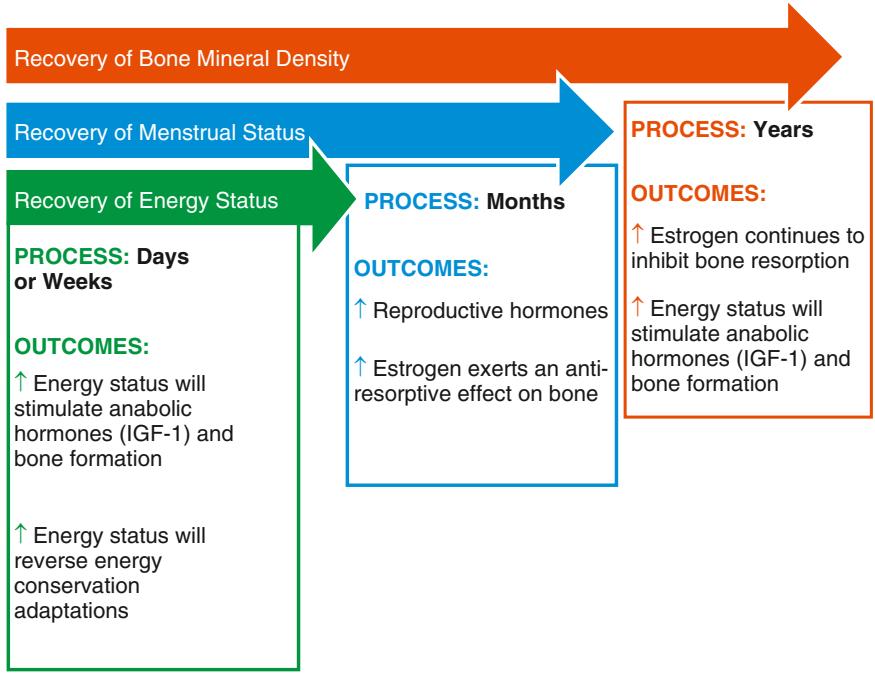 Recovery of Bone Mineral Density
Recovery of Menstrual Status
Recovery of Energy Status
PROCESS: Days
or Weeks
OUTCOMES:
↑ Energy status will
stimulate anabolic
hormones (IGF-1) and
bone formation
↑ Energy status will
reverse energy
conservation
adaptations
PROCESS: Months
OUTCOMES:
↑ Reproductive hormones
↑ Estrogen exerts an anti-
resorptive effect on bone
PROCESS: Years
OUTCOMES:
↑ Estrogen continues to
inhibit bone resorption
↑ Energy status will
stimulate anabolic
hormones (IGF-1) and
bone formation